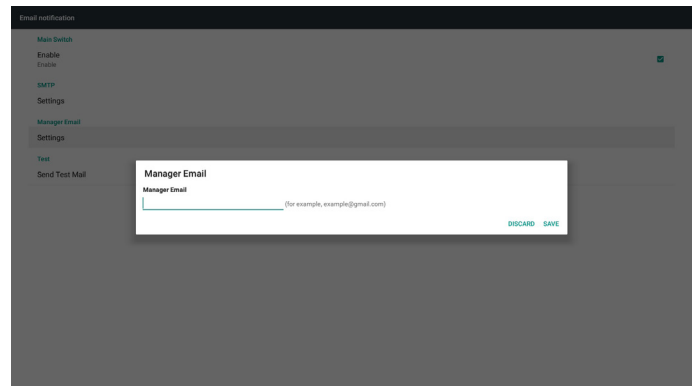 Email notification
Main Switch
Enable
Enable
SMTP
Settings
Manager Email
Settings
Test
Send Test Mail
Manager Email
Manager Email
(for example, example@gmail.com)
DISCARD SAVE